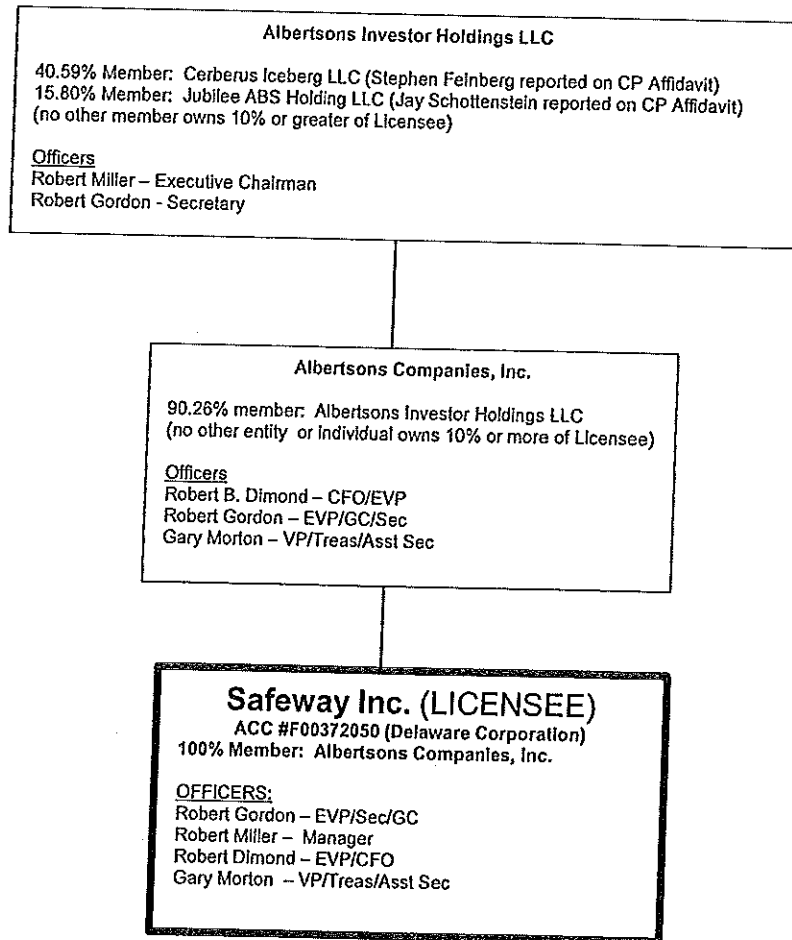 Albertsons Investor Holdings LLC
40.59% Member: Cerberus Iceberg LLC (Stephen Feinberg reported on CP Affidavit)
15.80% Member: Jubilee ABS Holding LLC (Jay Schottenstein reported on CP Affidavit)
(no other member owns 10% or greater of Licensee)
Officers
Robert Miller – Executive Chairman
Robert Gordon - Secretary
Albertsons Companies, Inc.
90.26% member: Albertsons Investor Holdings LLC
(no other entity or individual owns 10% or more of Licensee)
Officers
Robert B. Dimond – CFO/EVP
Robert Gordon – EVP/GC/Sec
Gary Morton – VP/Treas/Asst Sec
Safeway Inc. (LICENSEE)
ACC #F00372050 (Delaware Corporation)
100% Member: Albertsons Companies, Inc.
OFFICERS:
Robert Gordon – EVP/Sec/GC
Robert Miller – Manager
Robert Dimond – EVP/CFO
Gary Morton – VP/Treas/Asst Sec